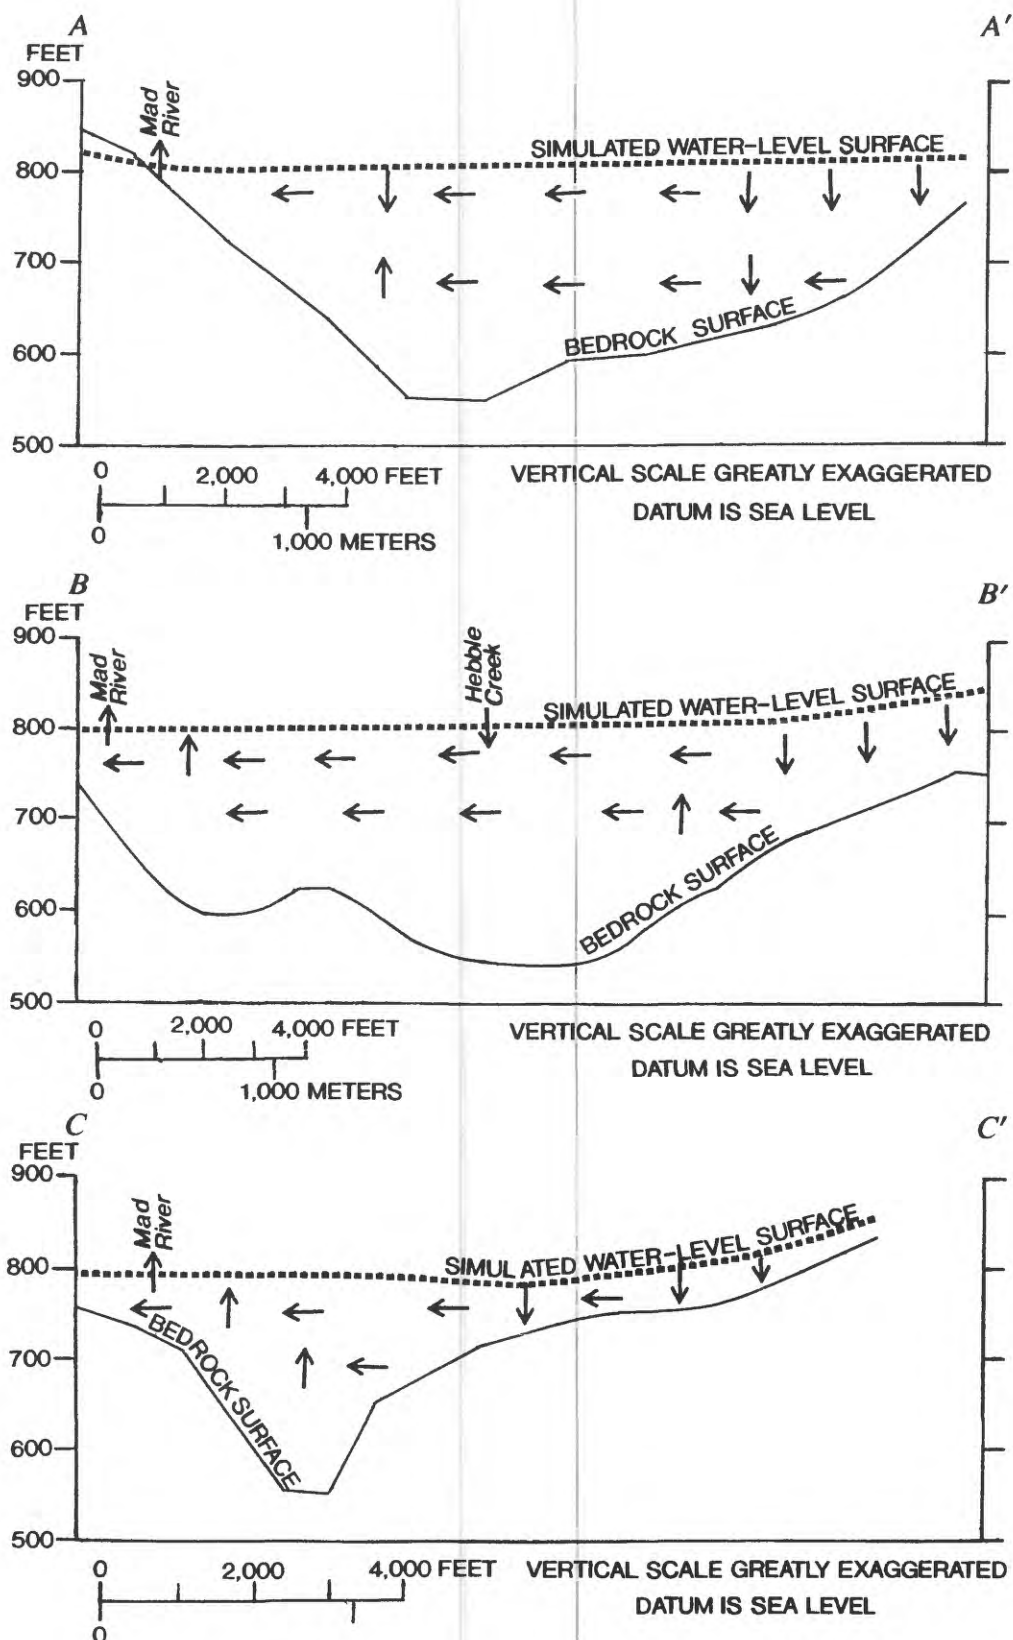 A A'
FEET
900
Mad
River
SIMULATED WATER-LEVEL SURFACE
800
700
BEDROCK SURFACE
600
500
0 2,000 4,000 FEET
VERTICAL SCALE GREATLY EXAGGERATED
DATUM IS SEA LEVEL
0 1,000 METERS
B B'
FEET
900
Mad
River
Hebble
Creek
SIMULATED WATER-LEVEL SURFACE
800
700
BEDROCK SURFACE
600
500
0 2,000 4,000 FEET
VERTICAL SCALE GREATLY EXAGGERATED
DATUM IS SEA LEVEL
0 1,000 METERS
C C'
FEET
900
Mad
River
SIMULATED WATER-LEVEL SURFACE
800
BEDROCK SURFACE
700
600
500
0 2,000 4,000 FEET
VERTICAL SCALE GREATLY EXAGGERATED
DATUM IS SEA LEVEL
0